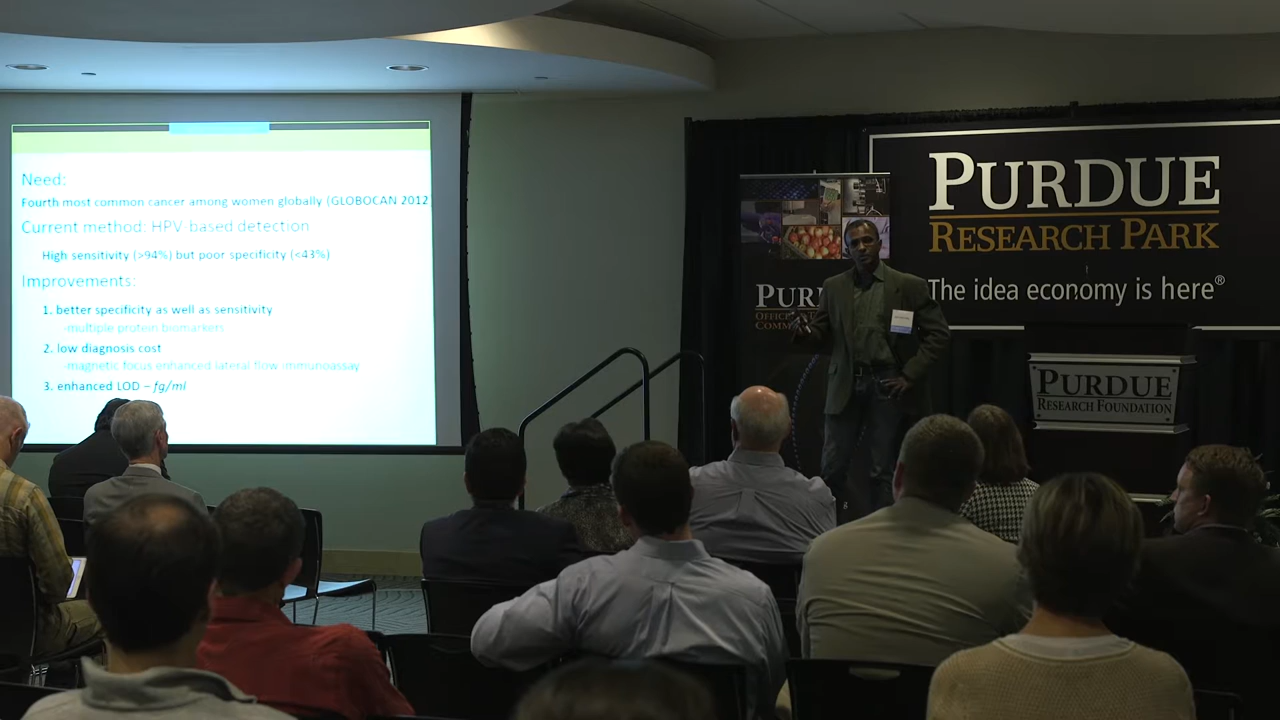 Need:
Fourth most common cancer among women globally (GLOBOCAN 2012
Current method: HPV based detection
High sensitivity (>94%) but poor specificity (<43%)
Improvements:
1. better specificity as well as sensitivity
-multiple protein biomarkers
2. low diagnosis cost
-magnetic focus enhanced lateral flow immunoassay
3. enhanced LOD – fg/ml
PURDUE
RESEARCH PARK
The idea economy is here®
PUR
OFFICE
COMM
PURDUE
RESEARCH FOUNDATION